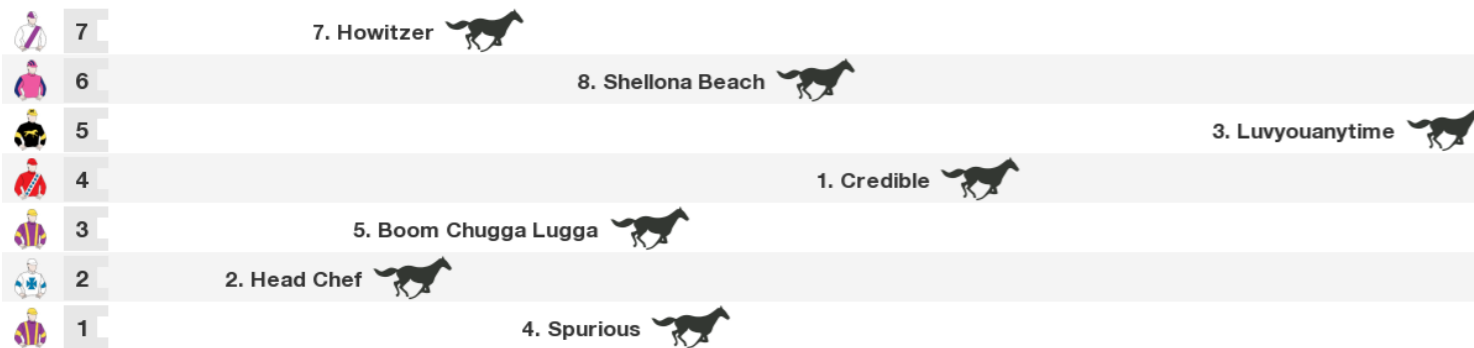 7 7. Howitzer
6 8. Shellona Beach
5 3. Luvyouanytime
4 1. Credible
3 5. Boom Chugga Lugga
2 2. Head Chef
1 4. Spurious